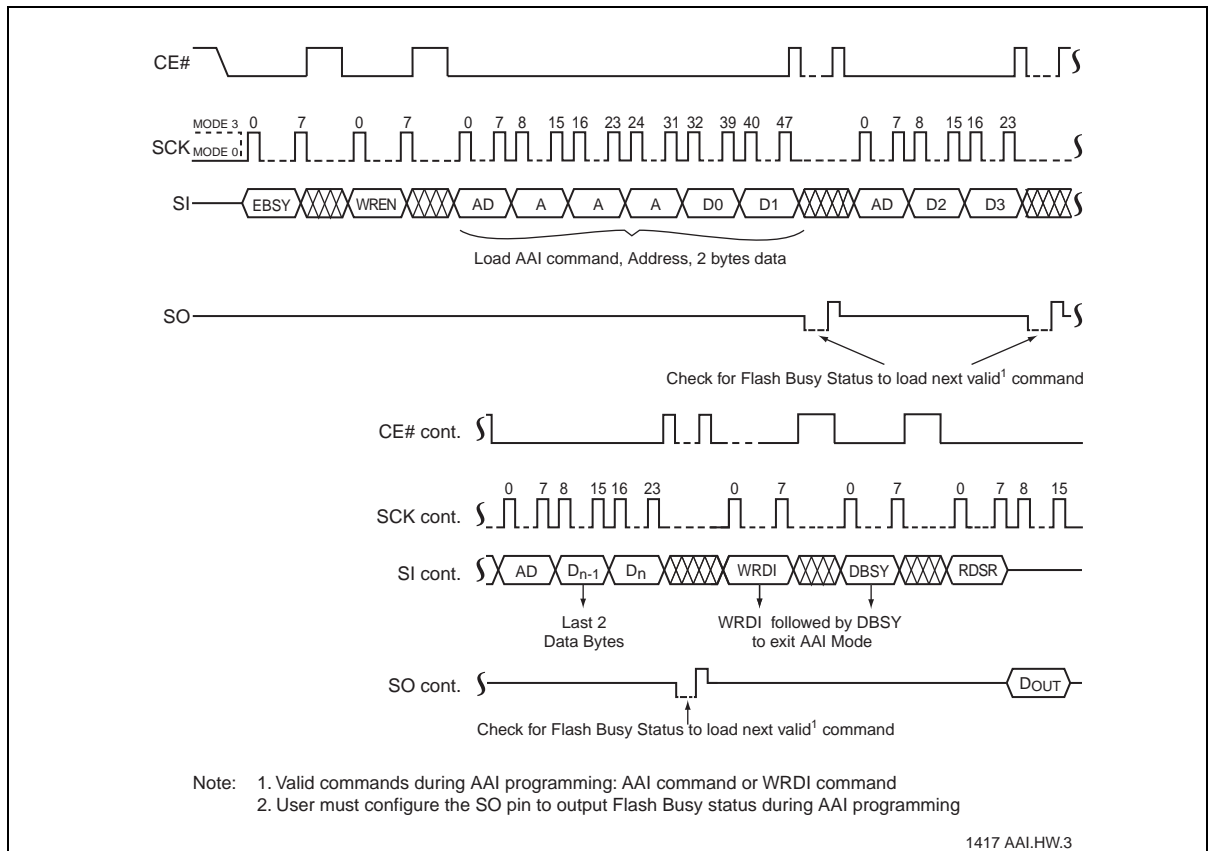 CE#
MODE 3
0 7 0 7 0 7 8 15 16 23 24 31 32 39 40 47 0 7 8 15 16 23
SCK MODE 0
SI EBSY WREN AD A A A D0 D1 AD D2 D3
Load AAI command, Address, 2 bytes data
SO
Check for Flash Busy Status to load next valid1 command
CE# cont.
0 7 8 15 16 23 0 7 0 7 0 7 8 15
SCK cont.
SI cont. AD Dn-1 Dn WRDI DBSY RDSR
Last 2
Data Bytes
WRDI followed by DBSY
to exit AAI Mode
SO cont. DOUT
Check for Flash Busy Status to load next valid1 command
Note: 1. Valid commands during AAI programming: AAI command or WRDI command
2. User must configure the SO pin to output Flash Busy status during AAI programming
1417 AAI.HW.3